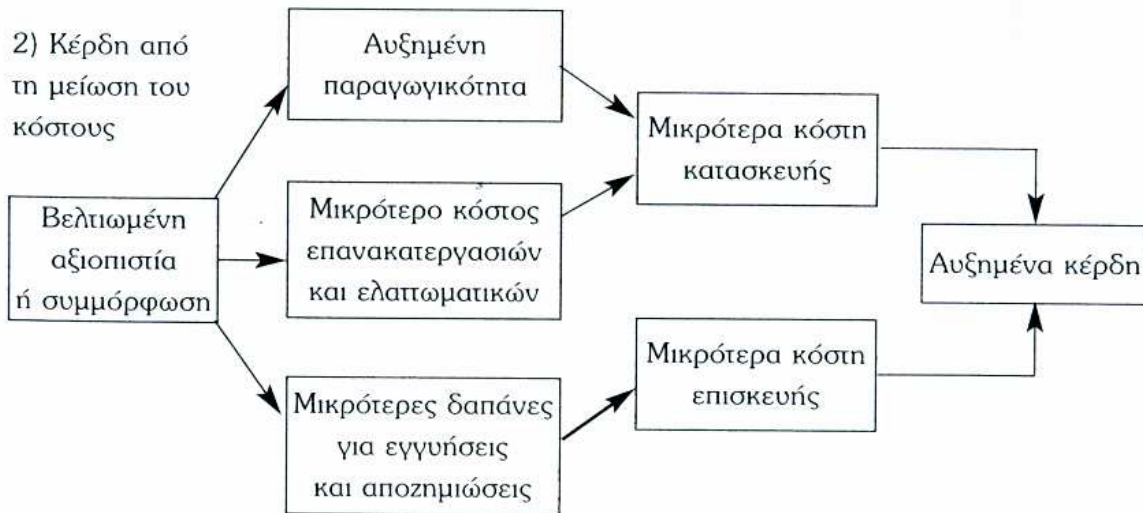 2) Κέρδη από
τη μείωση του
κόστους
Αυξημένη
παραγωγικότητα
Μικρότερα κόστη
κατασκευής
Βελτιωμένη
αξιοπιστία
ή συμμόρφωση
Μικρότερο κόστος
επανακατεργασιών
και ελαττωματικών
Αυξημένα κέρδη
Μικρότερες δαπάνες
για εγγυήσεις
και αποζημιώσεις
Μικρότερα κόστη
επισκευής